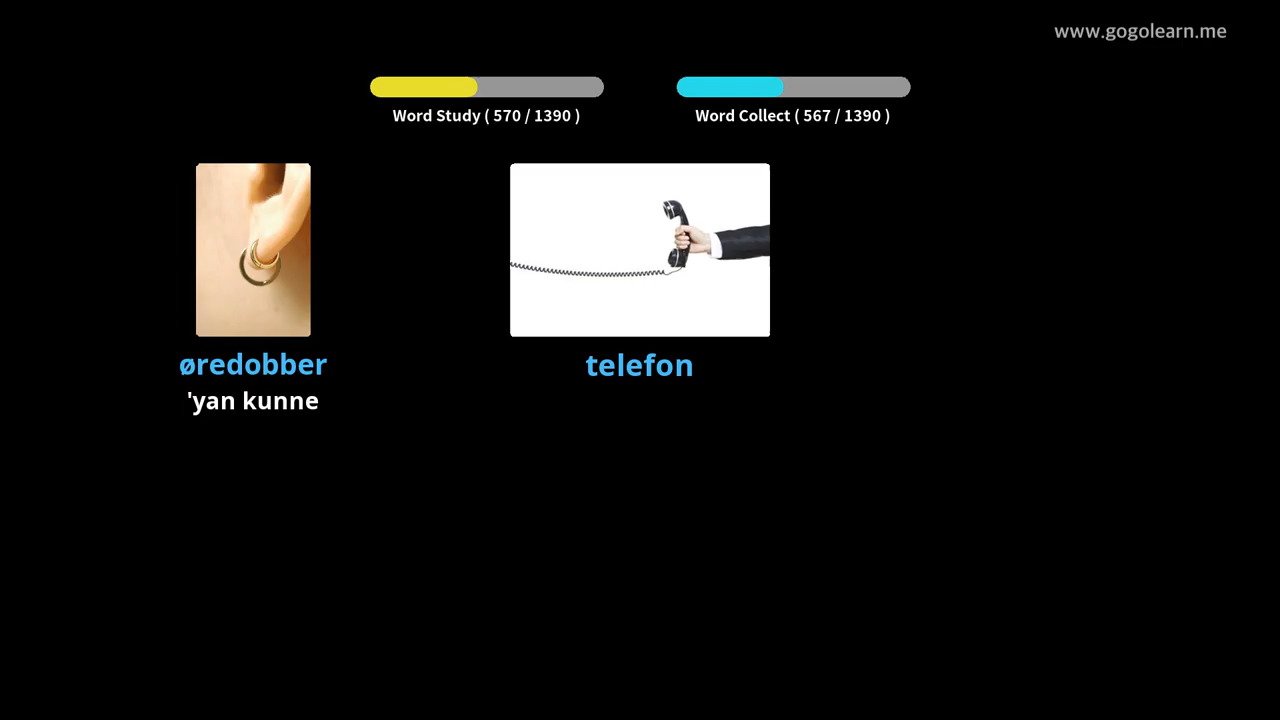 www.gogolearn.me
Word Study ( 570 / 1390 )
Word Collect ( 567 / 1390 )
øredobber
'yan kunne
telefon